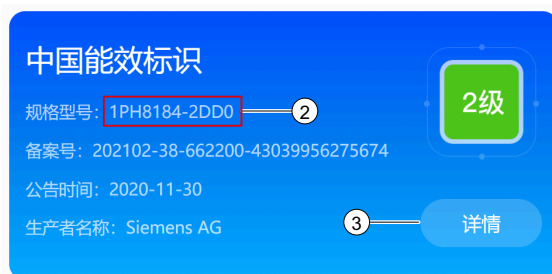 中国能效标识
规格型号：1PH8184-2DD0 2
2级
备案号：202102-38-662200-43039956275674
公告时间：2020-11-30
生产者名称：Siemens AG
3 详情